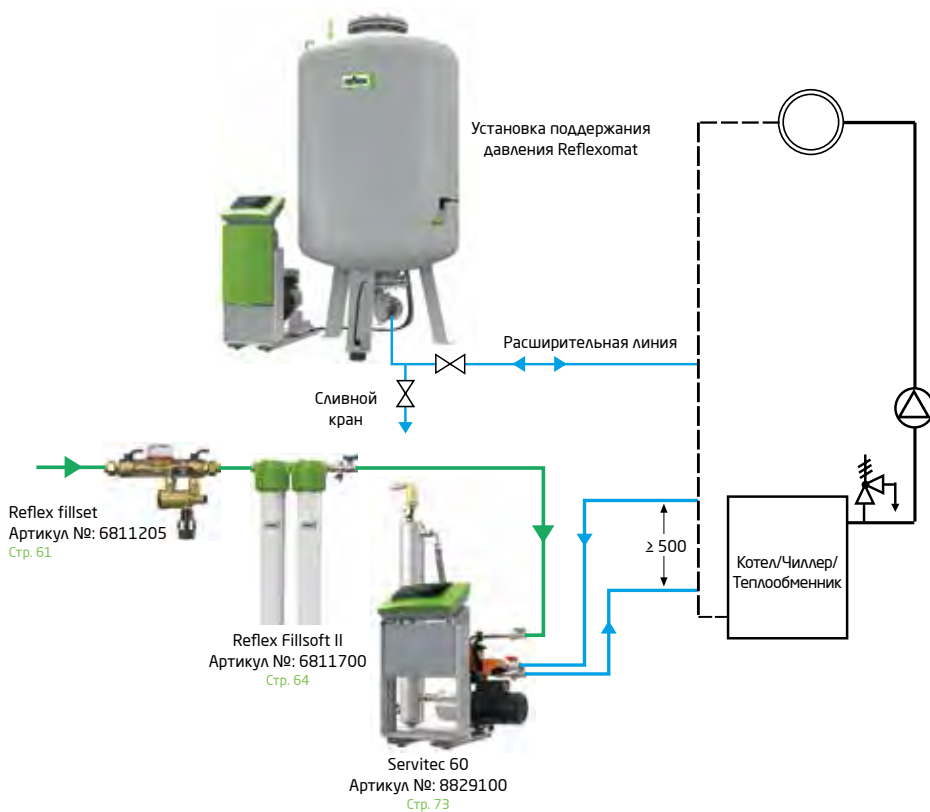 reflex
Установка поддержания
давления Reflexomat
Расширительная линия
Сливной
кран
Reflex fillset
Артикул №: 6811205
Стр. 61
Reflex Fillsoft II
Артикул №: 6811700
Стр. 64
≥ 500
Котел/Чиллер/
Теплообменник
Servitec 60
Артикул №: 8829100
Стр. 73